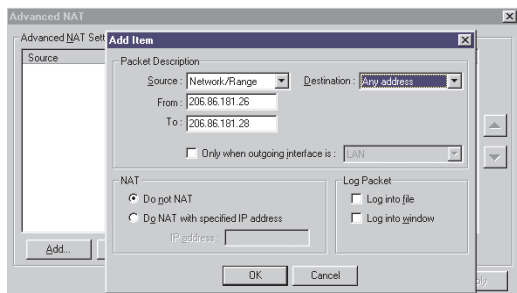 Advanced NAT
Advanced NAT Sett
Source
Add Item
Packet Description
Source : Network/Range Destination : Any address
From : 206.86.181.26
To : 206.86.181.28
Only when outgoing interface is : LAN
NAT
Do not NAT
Do NAT with specified IP address
IP address :
Log Packet
Log into file
Log into window
Add...
OK Cancel